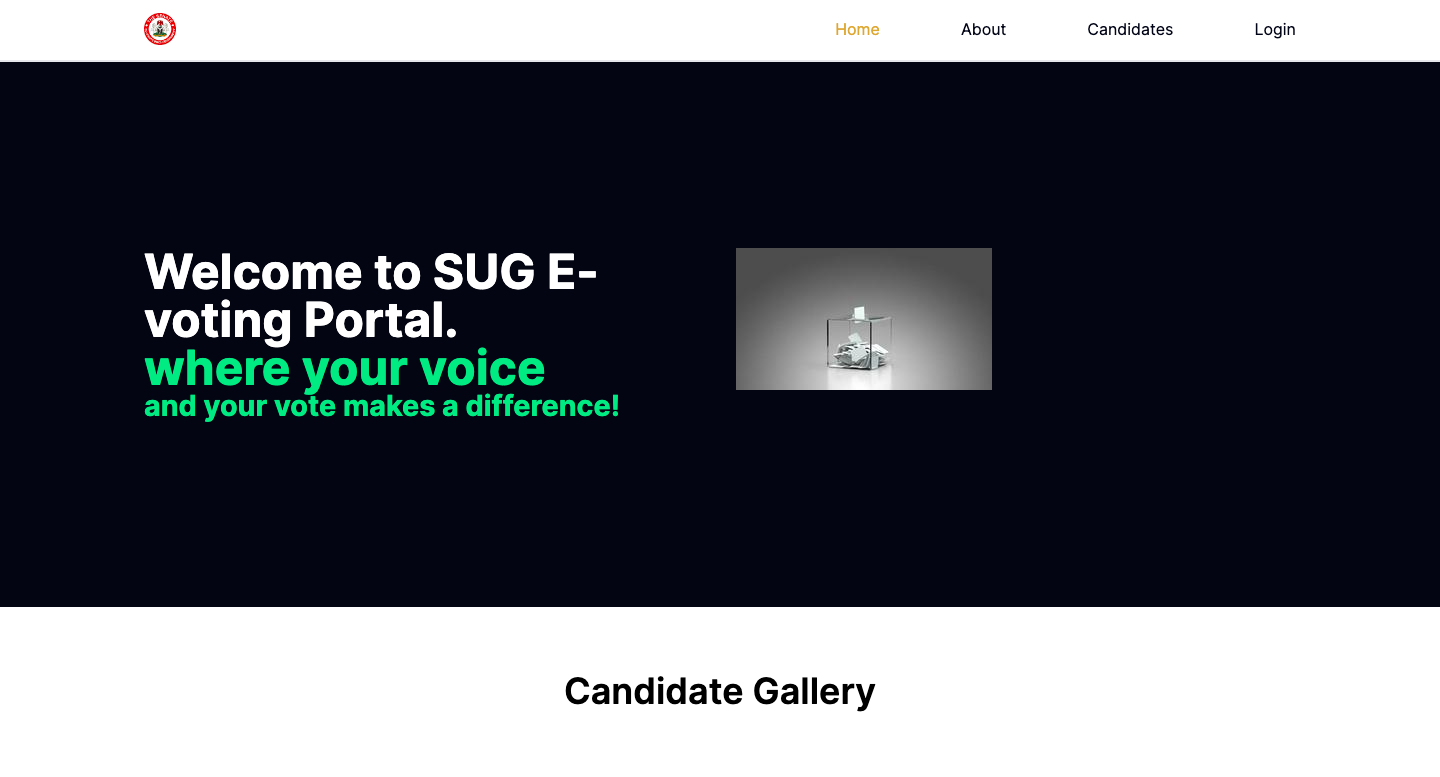 Home
About
Candidates
Login
Welcome to SUG E-
voting Portal.
where your voice
and your vote makes a difference!
Candidate Gallery